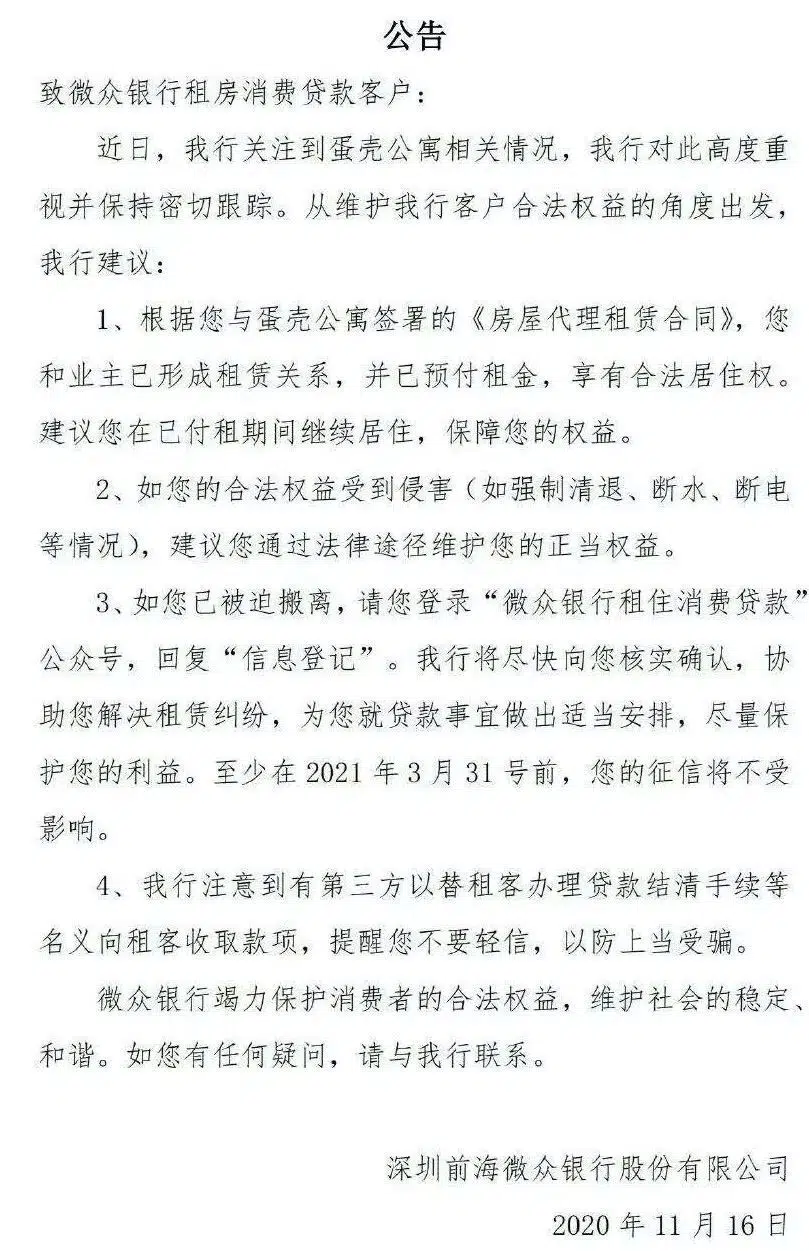 公告
致微众银行租房消费贷款客户：
近日，我行关注到蛋壳公寓相关情况，我行对此高度重
视并保持密切跟踪。从维护我行客户合法权益的角度出发，
我行建议：
1、根据您与蛋壳公寓签署的《房屋代理租赁合同》，您
和业主已形成租赁关系，并已预付租金，享有合法居住权。
建议您在已付租期间继续居住，保障您的权益。
2、如您的合法权益受到侵害（如强制清退、断水、断电
等情况），建议您通过法律途径维护您的正当权益。
3、如您已被迫搬离，请您登录“微众银行租住消费贷款”
公众号，回复“信息登记”。我行将尽快向您核实确认，协
助您解决租赁纠纷，为您就贷款事宜做出适当安排，尽量保
护您的利益。至少在 2021 年 3 月 31 号前，您的征信将不受
影响。
4、我行注意到有第三方以替租客办理贷款结清手续等
名义向租客收取款项，提醒您不要轻信，以防上当受骗。
微众银行竭力保护消费者的合法权益，维护社会的稳定、
和谐。如您有任何疑问，请与我行联系。
深圳前海微众银行股份有限公司
2020 年 11 月 16 日